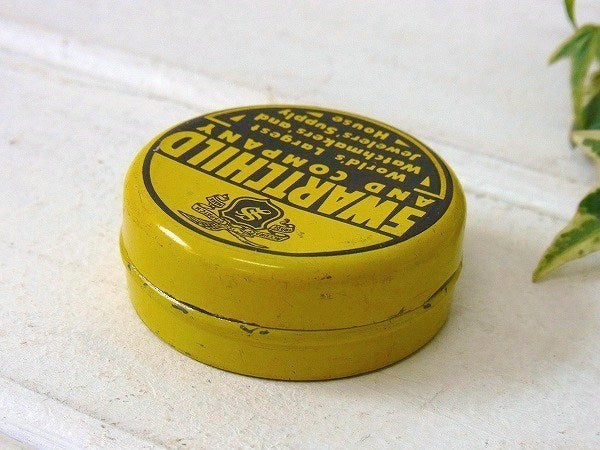 SWARTCHILD
AND COMPANY
World's Largest
Watchmakers' and
Jewelers' Supply
House